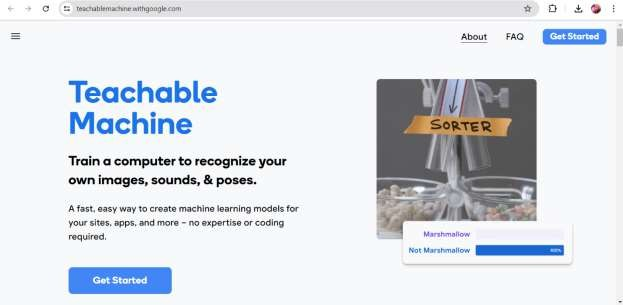 teachablemachine.withgoogle.com
About
FAQ
Get Started
Teachable
Machine
Train a computer to recognize your
own images, sounds, & poses.
A fast, easy way to create machine learning models for
your sites, apps, and more – no expertise or coding
required.
Get Started
SORTER
Marshmallow
Not Marshmallow